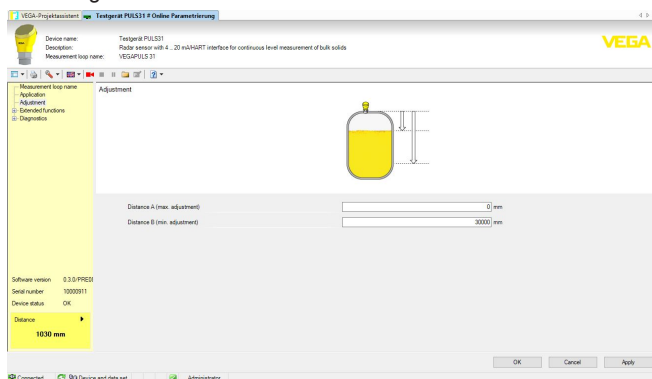 VEGA-Projektassistent Testgerät PULS31 # Online Parametrierung
Device name: Testgerät PULS31
Description: Radar sensor with 4 ... 20 mA/HART interface for continuous level measurement of bulk solids
Measurement loop name: VEGAPULS 31
VEGA
Measurement loop name
Application
Adjustment
Extended functions
Diagnostics
Adjustment
Distance A (max. adjustment) 0 mm
Distance B (min. adjustment) 30000 mm
Software version 0.3.0/PRE0
Serial number 10000911
Device status OK
Distance
1030 mm
OK Cancel Apply
Connected Device and data set Administrator